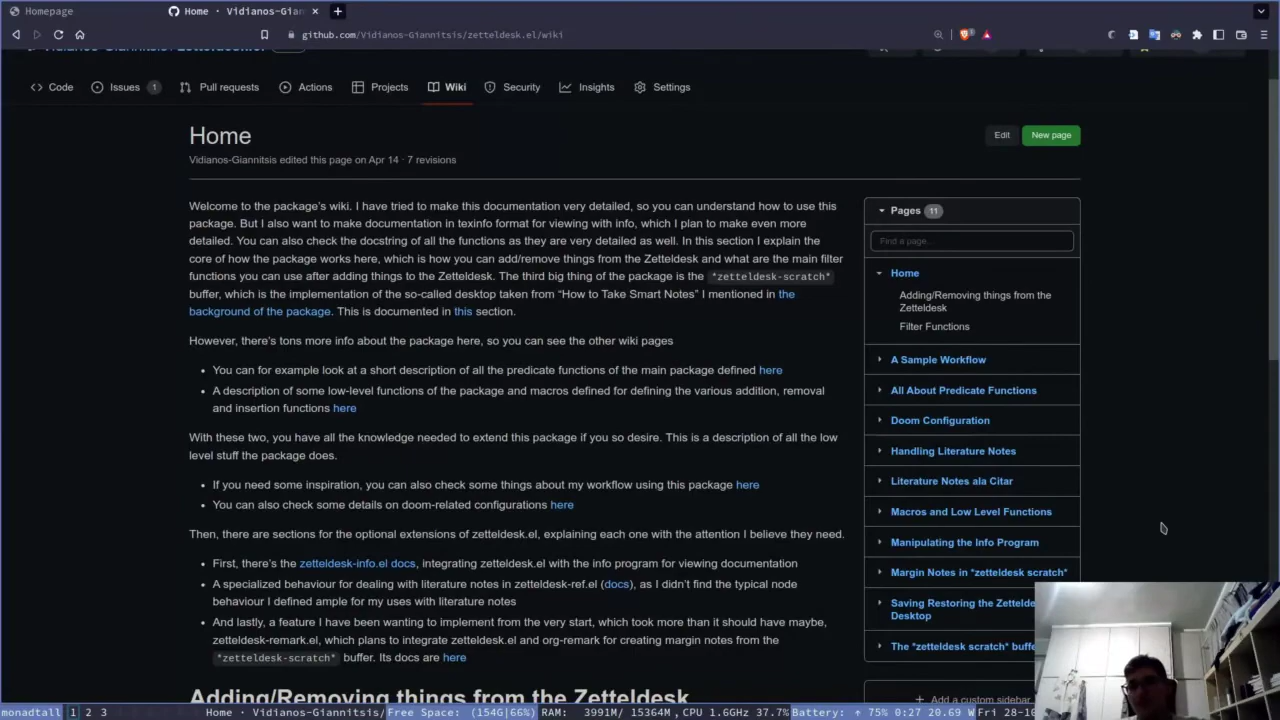 Homepage
Home · Vidianos-Gian
github.com/Vidianos-Giannitsis/zetteldesk.el/wiki
Code
Issues 1
Pull requests
Actions
Projects
Wiki
Security
Insights
Settings
Home
Edit
New page
Vidianos-Giannitsis edited this page on Apr 14 · 7 revisions
Welcome to the package's wiki. I have tried to make this documentation very detailed, so you can understand how to use this
package. But I also want to make documentation in texinfo format for viewing with info, which I plan to make even more
detailed. You can also check the docstring of all the functions as they are very detailed as well. In this section I explain the
core of how the package works here, which is how you can add/remove things from the Zetteldesk and what are the main filter
functions you can use after adding things to the Zetteldesk. The third big thing of the package is the *zetteldesk-scratch*
buffer, which is the implementation of the so-called desktop taken from “How to Take Smart Notes” I mentioned in the
background of the package. This is documented in this section.
However, there's tons more info about the package here, so you can see the other wiki pages
• You can for example look at a short description of all the predicate functions of the main package defined here
• A description of some low-level functions of the package and macros defined for defining the various addition, removal
and insertion functions here
With these two, you have all the knowledge needed to extend this package if you so desire. This is a description of all the low
level stuff the package does.
• If you need some inspiration, you can also check some things about my workflow using this package here
• You can also check some details on doom-related configurations here
Then, there are sections for the optional extensions of zetteldesk.el, explaining each one with the attention I believe they need.
• First, there's the zetteldesk-info.el docs, integrating zetteldesk.el with the info program for viewing documentation
• A specialized behaviour for dealing with literature notes in zetteldesk-ref.el (docs), as I didn't find the typical node
behaviour I defined ample for my uses with literature notes
• And lastly, a feature I have been wanting to implement from the very start, which took more than it should have maybe,
zetteldesk-remark.el, which plans to integrate zetteldesk.el and org-remark for creating margin notes from the
*zetteldesk-scratch* buffer. Its docs are here
Adding/Removing things from the Zetteldesk
Pages 11
Find a page...
Home
Adding/Removing things from the
Zetteldesk
Filter Functions
A Sample Workflow
All About Predicate Functions
Doom Configuration
Handling Literature Notes
Literature Notes ala Citar
Macros and Low Level Functions
Manipulating the Info Program
Margin Notes in *zetteldesk scratch*
Saving Restoring the Zettelde
Desktop
The *zetteldesk scratch* buffe
Add a custom sidebar
monadtall 1 2 3 Home · Vidianos-Giannitsis/ Free Space: (154G|66%) RAM: 3991M/ 15364M, CPU 1.6GHz 37.7% Battery: ↑ 75% 0:27 20.69 W Fri 28-10